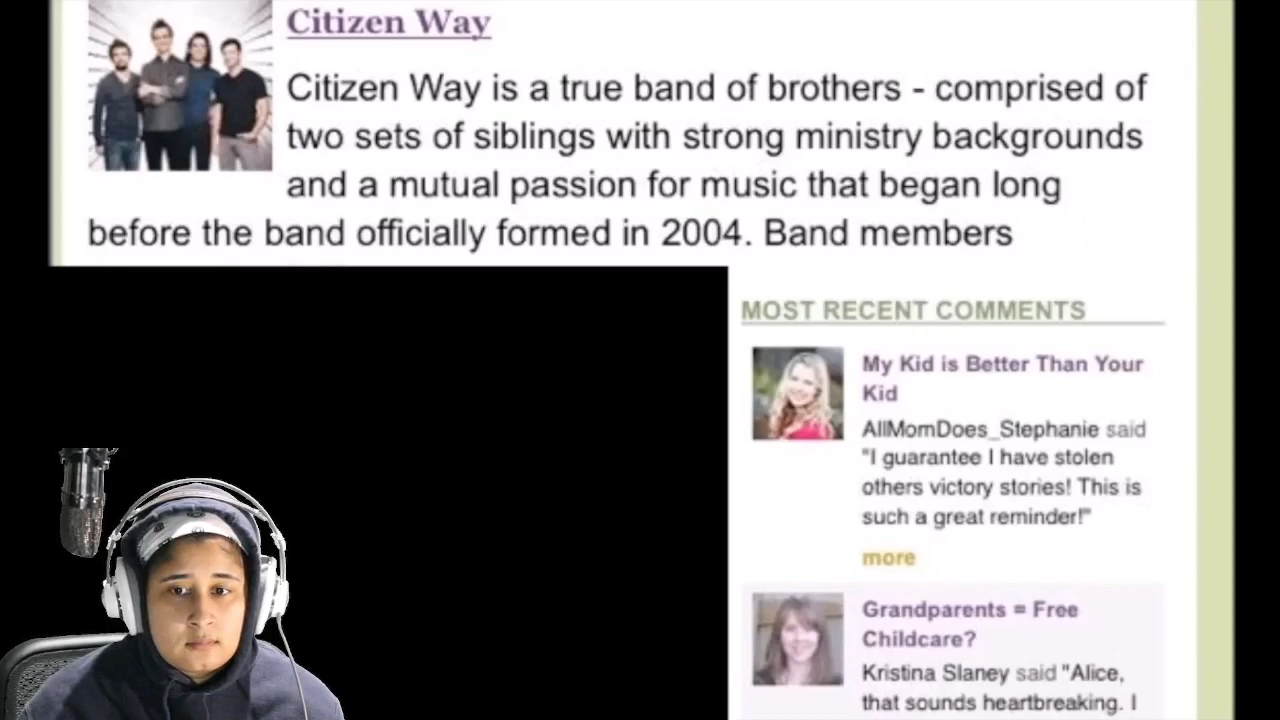 Citizen Way
Citizen Way is a true band of brothers - comprised of
two sets of siblings with strong ministry backgrounds
and a mutual passion for music that began long
before the band officially formed in 2004. Band members
MOST RECENT COMMENTS
My Kid is Better Than Your
Kid
AllMomDoes_Stephanie said
"I guarantee I have stolen
others victory stories! This is
such a great reminder!"
more
Grandparents = Free
Childcare?
Kristina Slaney said "Alice,
that sounds heartbreaking. I